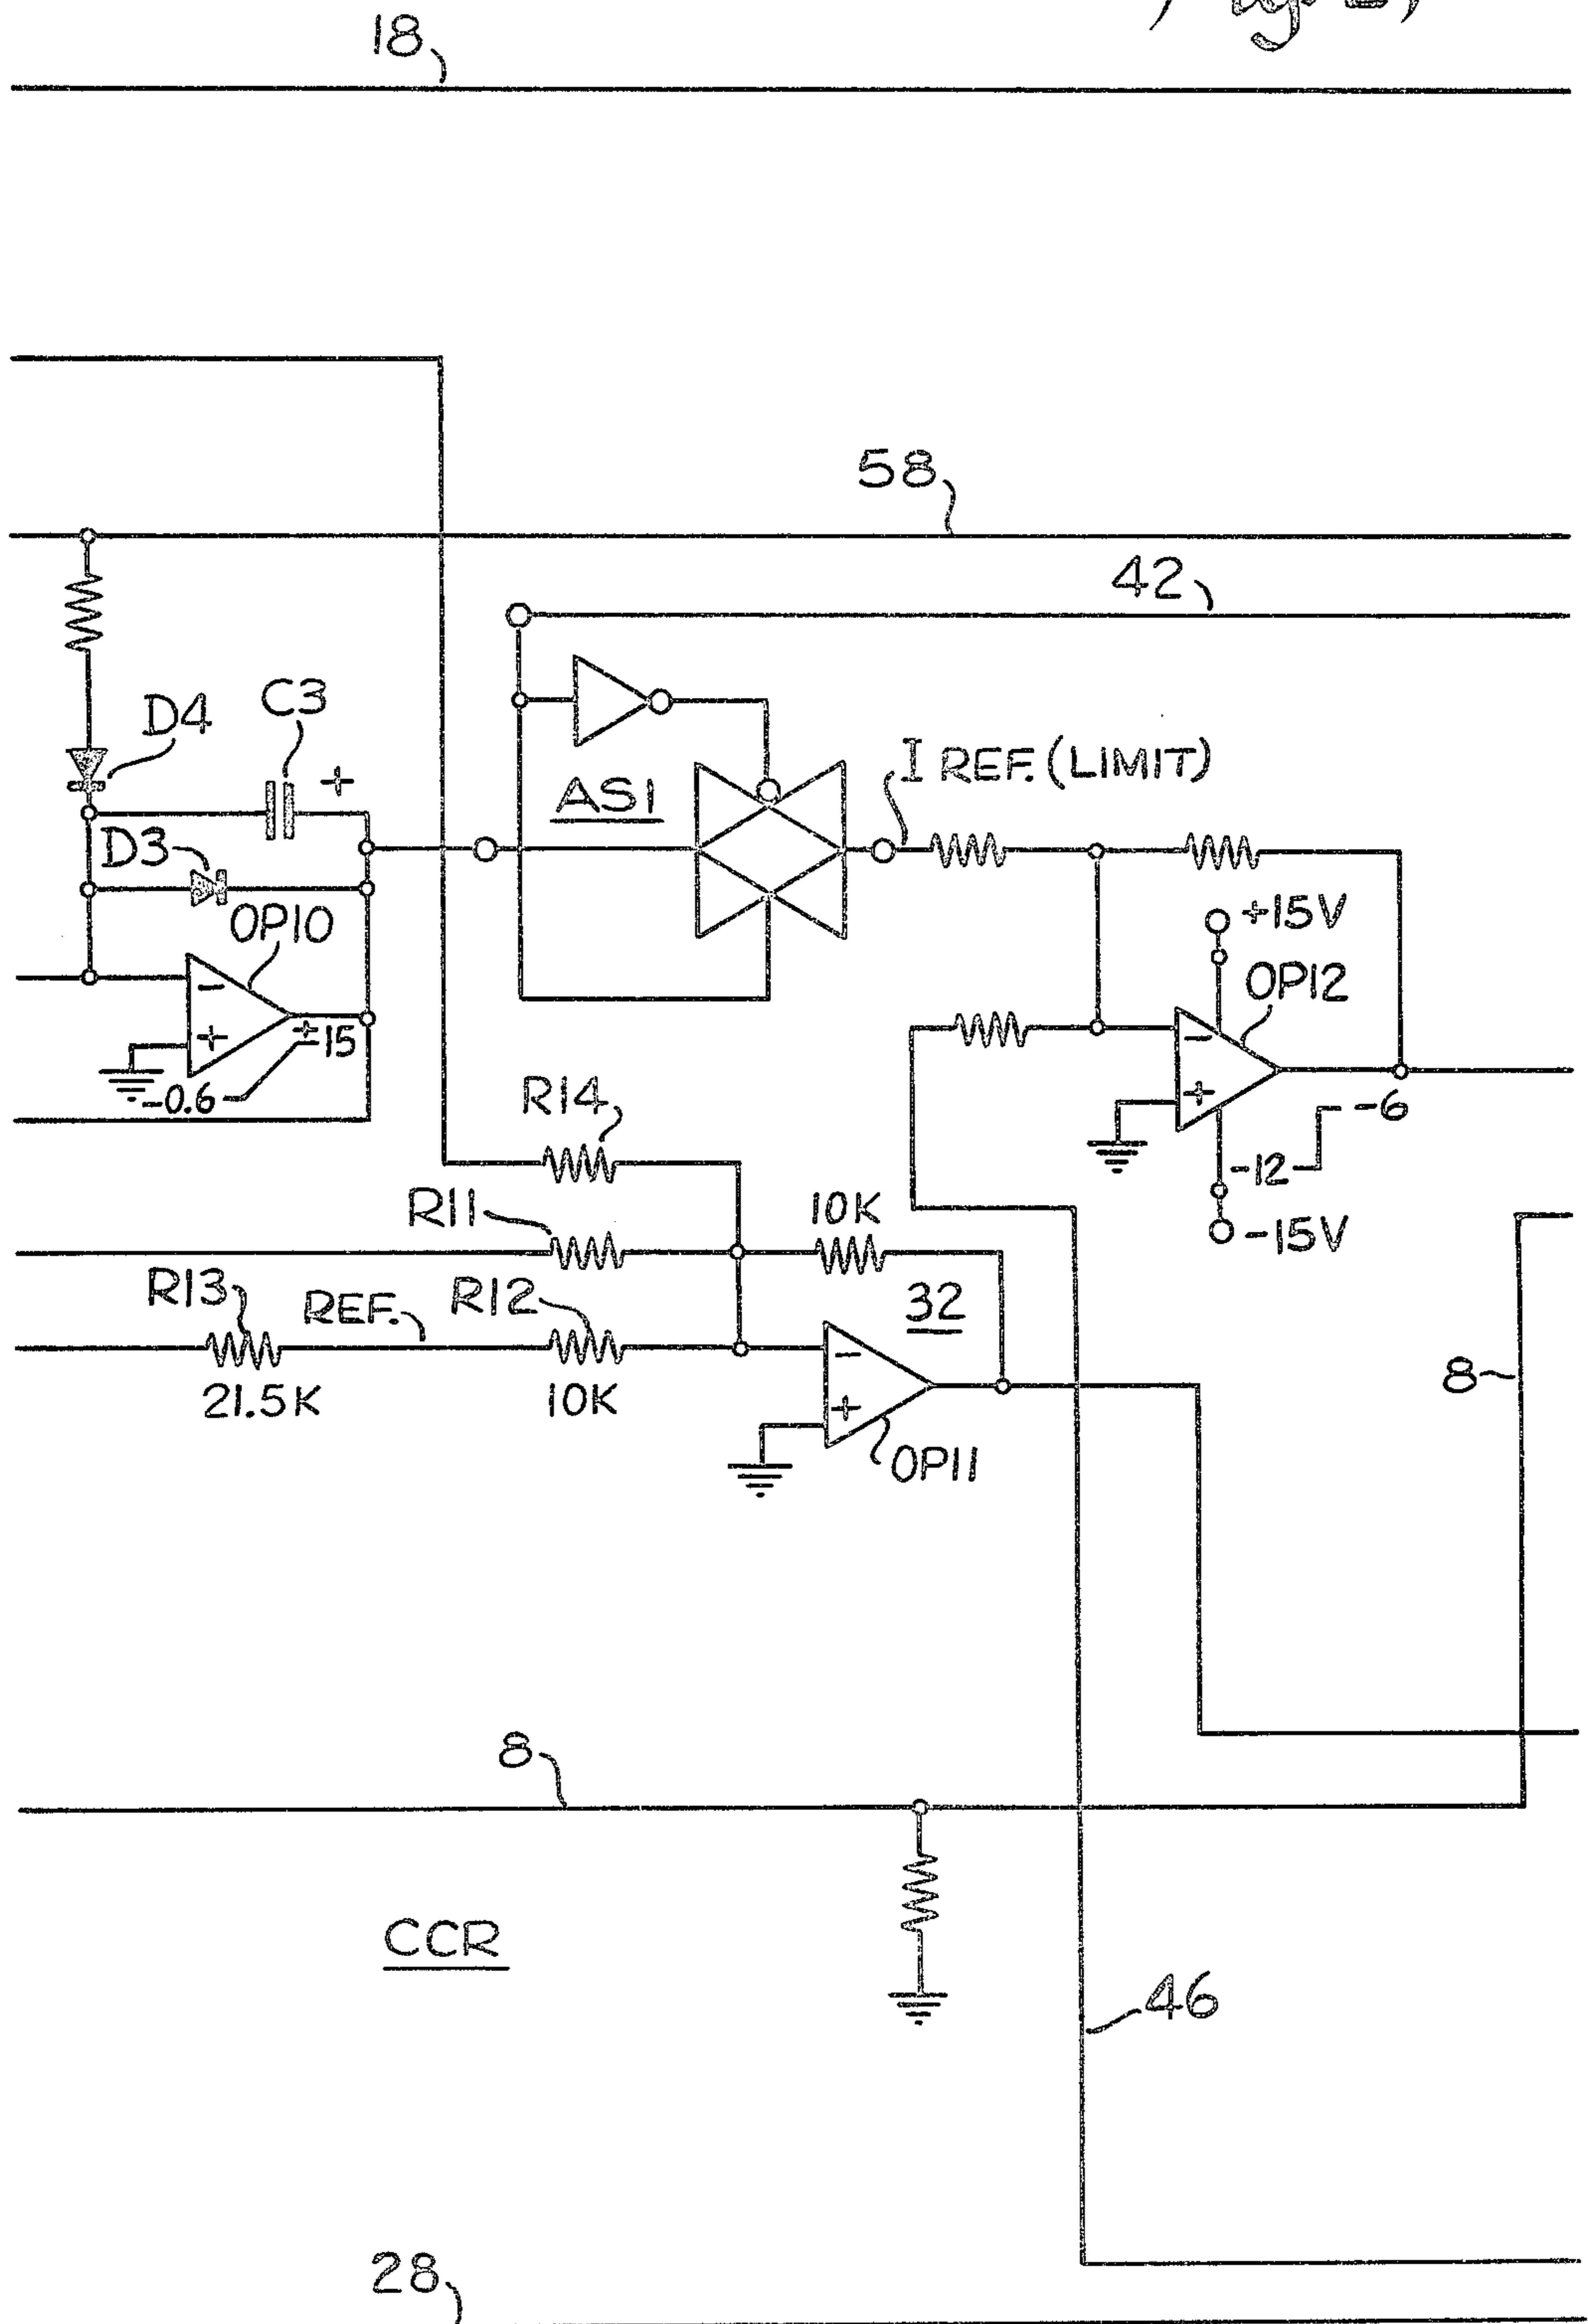 18
58
42
D4
C3
+
I REF. (LIMIT)
AS1
D3
OP10
+15V
OP12
-
+
±15
-0.6
-
+
-6
-12
-15V
R14
R11
10K
R13
REF.
R12
32
21.5K
10K
-
+
OP11
8
8
CCR
46
28